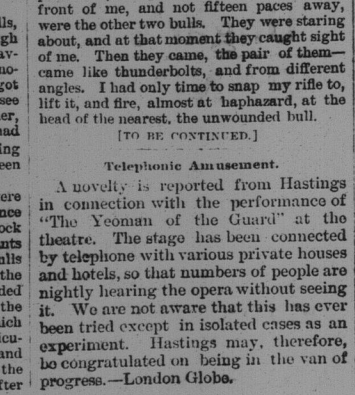 front of me, and not fifteen paces away,
were the other two bulls. They were staring
about, and at that moment they caught sight
of me. Then they came, the pair of them—
came like thunderbolts, and from different
angles. I had only time to snap my rifle to,
lift it, and fire, almost at haphazard, at the
head of the nearest, the unwounded bull.
[TO BE CONTINUED.]
Telephonic Amusement.
A novelty is reported from Hastings
in connection with the performance of
"The Yeoman of the Guard" at the
theatre. The stage has been connected
by telephone with various private houses
and hotels, so that numbers of people are
nightly hearing the opera without seeing
it. We are not aware that this has ever
been tried except in isolated cases as an
experiment. Hastings may, therefore,
be congratulated on being in the van of
progress.—London Globe.